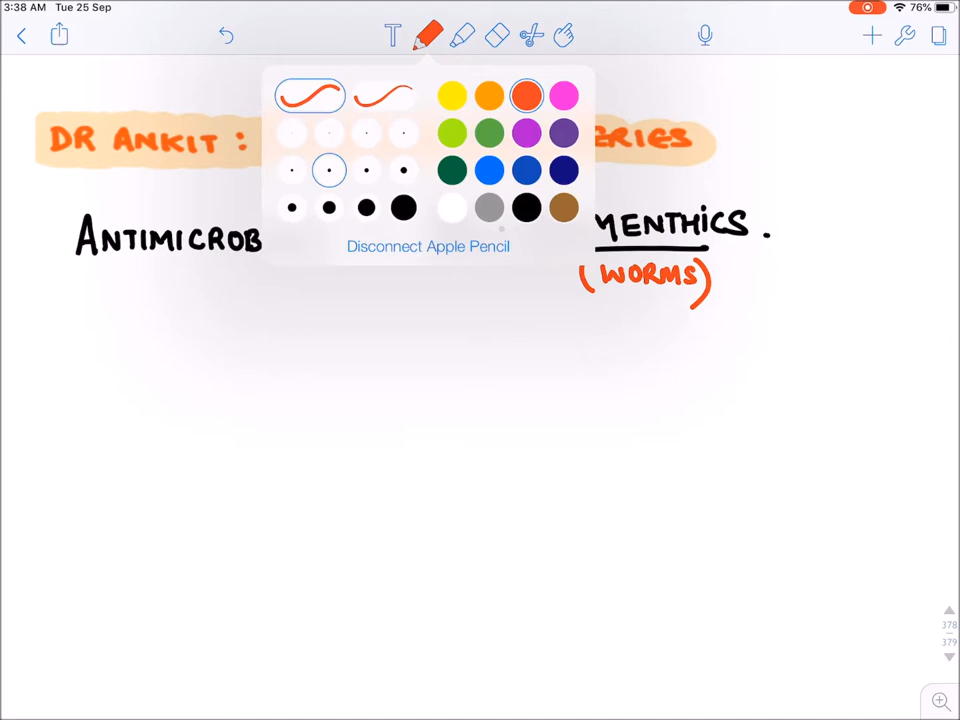 3:38 AM Tue 25 Sep 76%
T
DR ANKIT : ERIES
ANTIMICROB MENTHICS.
(WORMS)
Disconnect Apple Pencil
378
379